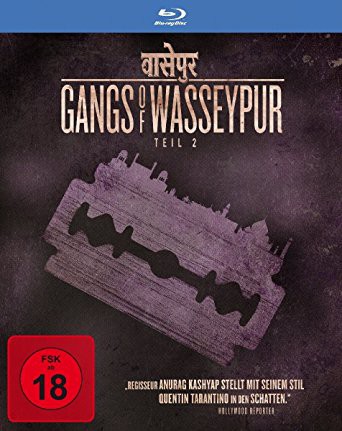 Blu-ray Disc
वासेपुर
GANGS OF WASSEYPUR
TEIL 2
FSK
ab
18
„REGISSEUR ANURAG KASHYAP STELLT MIT SEINEM STIL
QUENTIN TARANTINO IN DEN SCHATTEN.“
HOLLYWOOD REPORTER